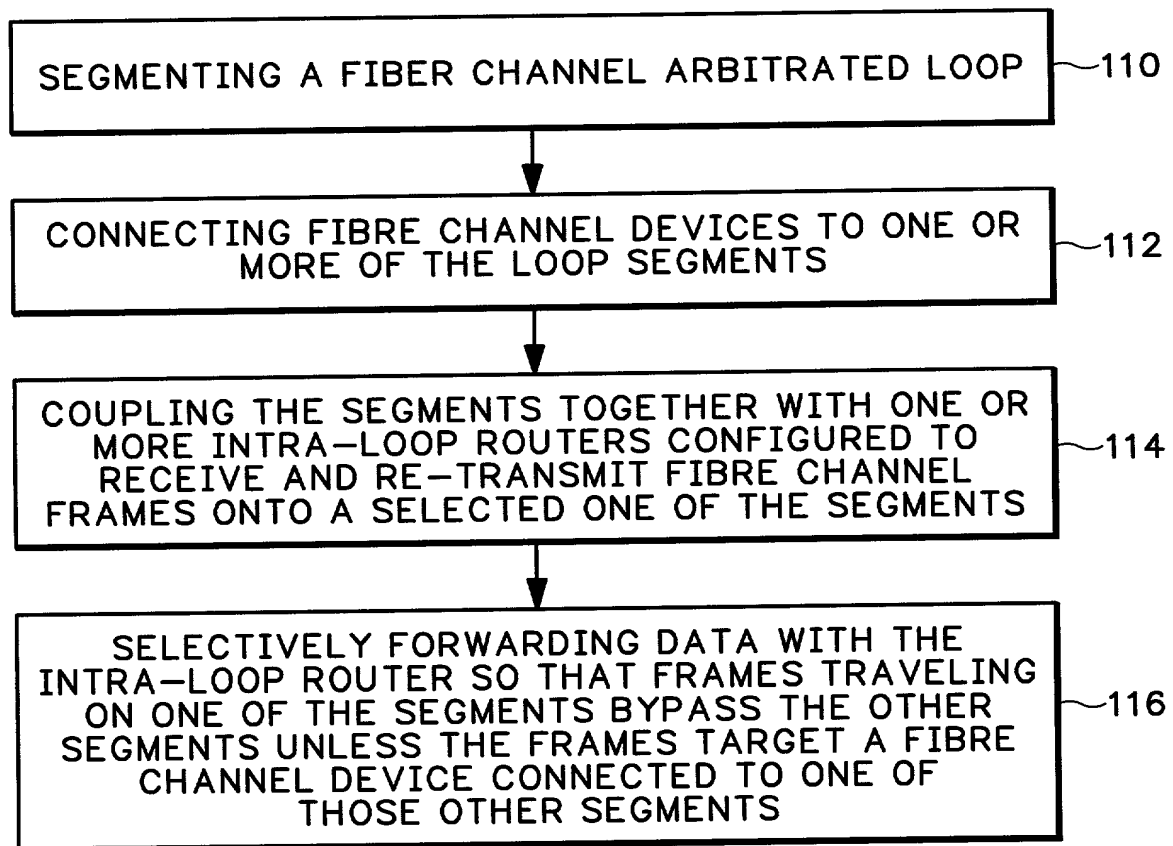 SEGMENTING A FIBER CHANNEL ARBITRATED LOOP
110
CONNECTING FIBRE CHANNEL DEVICES TO ONE OR
MORE OF THE LOOP SEGMENTS
112
COUPLING THE SEGMENTS TOGETHER WITH ONE OR
MORE INTRA-LOOP ROUTERS CONFIGURED TO
RECEIVE AND RE-TRANSMIT FIBRE CHANNEL
FRAMES ONTO A SELECTED ONE OF THE SEGMENTS
114
SELECTIVELY FORWARDING DATA WITH THE
INTRA-LOOP ROUTER SO THAT FRAMES TRAVELING
ON ONE OF THE SEGMENTS BYPASS THE OTHER
SEGMENTS UNLESS THE FRAMES TARGET A FIBRE
CHANNEL DEVICE CONNECTED TO ONE OF
THOSE OTHER SEGMENTS
116